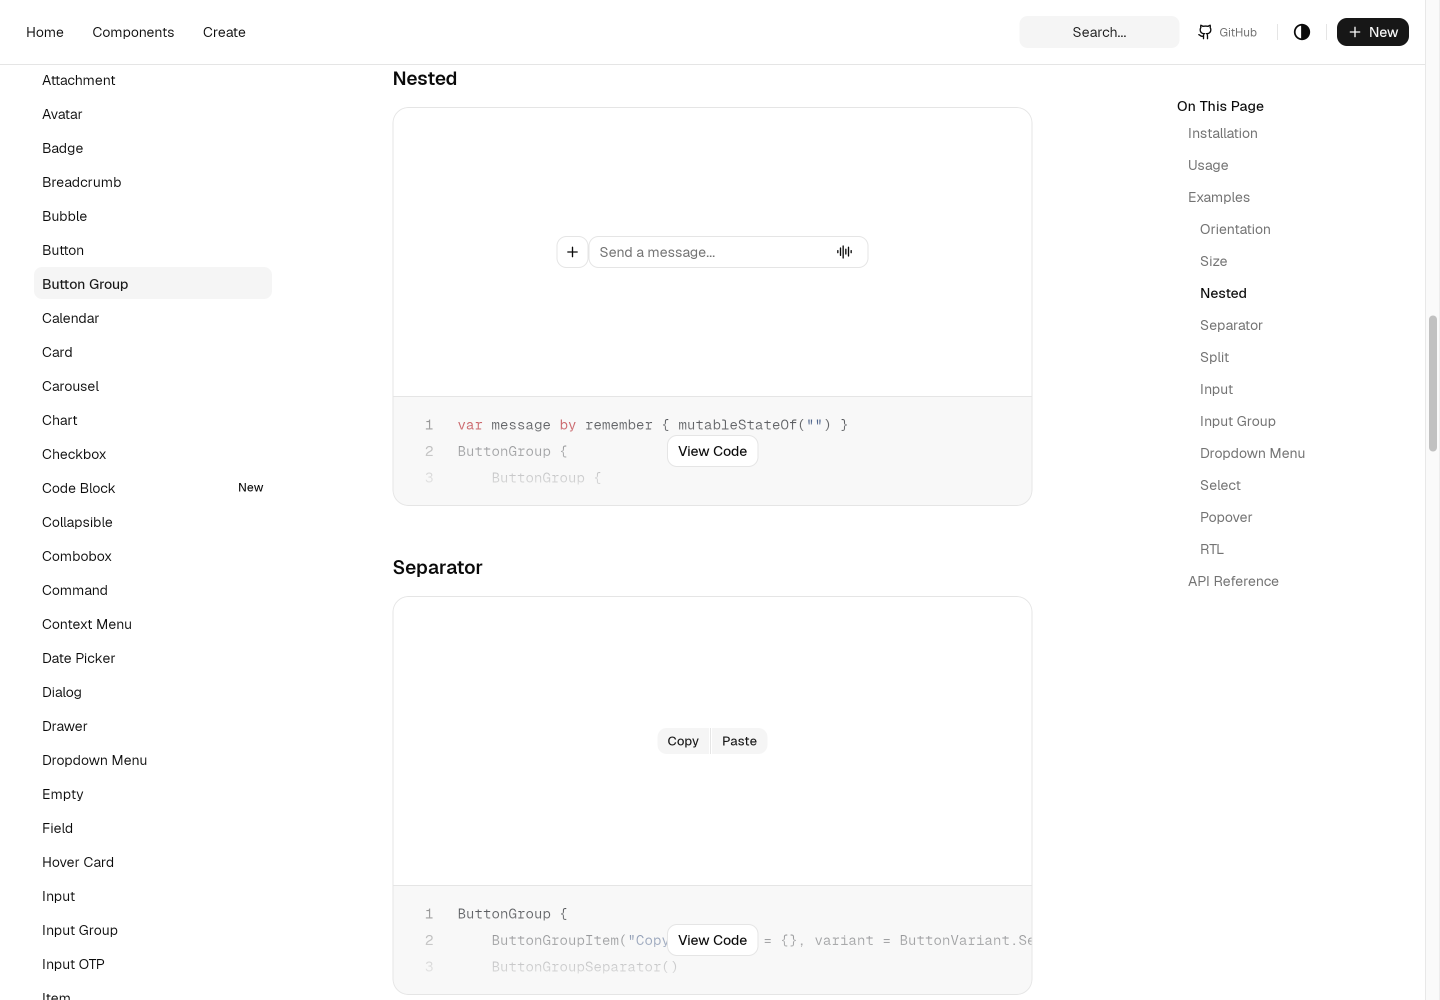 Home
Components
Create
Search...
GitHub
New
Attachment
Avatar
Badge
Breadcrumb
Bubble
Button
Button Group
Calendar
Card
Carousel
Chart
Checkbox
Code Block
New
Collapsible
Combobox
Command
Context Menu
Date Picker
Dialog
Drawer
Dropdown Menu
Empty
Field
Hover Card
Input
Input Group
Input OTP
Item
Nested
Send a message...
1 var message by remember { mutableStateOf("") }
2 ButtonGroup {
View Code
3 ButtonGroup {
Separator
Copy
Paste
1 ButtonGroup {
2 ButtonGroupItem("Copy
View Code
= {}, variant = ButtonVariant.Se
3 ButtonGroupSeparator()
On This Page
Installation
Usage
Examples
Orientation
Size
Nested
Separator
Split
Input
Input Group
Dropdown Menu
Select
Popover
RTL
API Reference